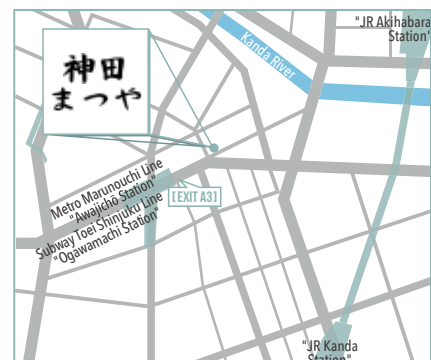 "JR Akihabara
Station"
Kanda River
神田
まつや
Metro Marunouchi Line
"Awajichō Station"
Subway Toei Shinjuku Line
"Ogawamachi Station"
[EXIT A3]
"JR Kanda
Station"